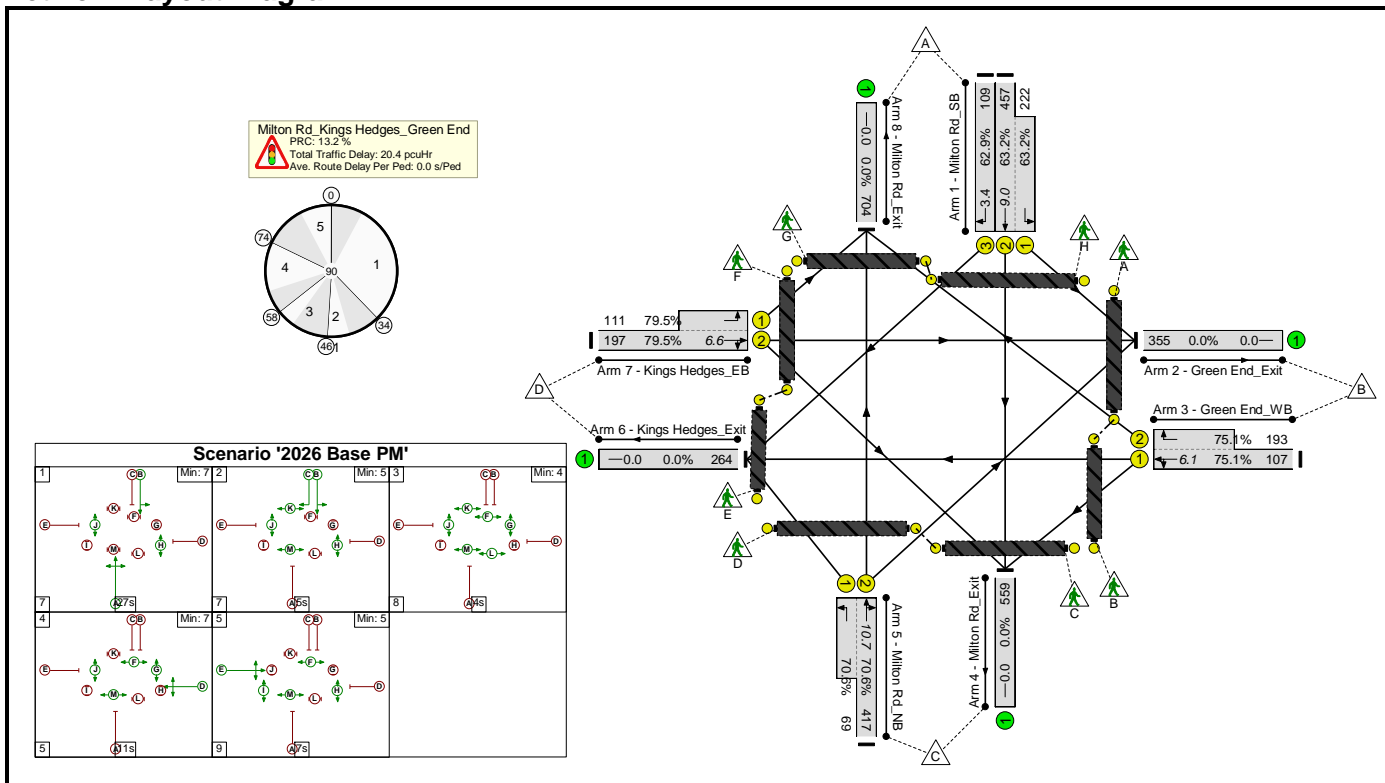 Milton Rd_Kings Hedges_Green End
PRC: 13.2 %
Total Traffic Delay: 20.4 pcuHr
Ave. Route Delay Per Ped: 0.0 s/Ped
0
5
1
74
4
90
3
2
58
34
46
1
A
1
Arm 8 - Milton Rd_Exit
0.0 0.0% 704
Arm 1 - Milton Rd_SB
3.4 62.9% 109
9.0 63.2% 457
63.2% 222
3 2 1
G
H
A
F
111 79.5%
197 79.5% 6.6
1
2
Arm 7 - Kings Hedges_EB
D
Arm 6 - Kings Hedges_Exit
1
0.0 0.0% 264
355 0.0% 0.0
1
Arm 2 - Green End_Exit
B
Arm 3 - Green End_WB
2
75.1% 193
1
6.1 75.1% 107
E
D
C
B
1 2
70.6% 69
10.7 70.6% 417
Arm 5 - Milton Rd_NB
Arm 4 - Milton Rd_Exit
0.0 0.0% 559
1
C
Scenario '2026 Base PM'
1 Min: 7
C B
K
F
E J G
I M L H D
7 A 27s
2 Min: 5
C B
K
F
E J G
I M L H D
7 A 5s
3 Min: 4
C B
K
F
E J G
I M L H D
8 A 4s
4 Min: 7
C B
K
F
E J G
I M L H D
5 A 11s
5 Min: 5
C B
K
F
E J G
I M L H D
9 A 7s